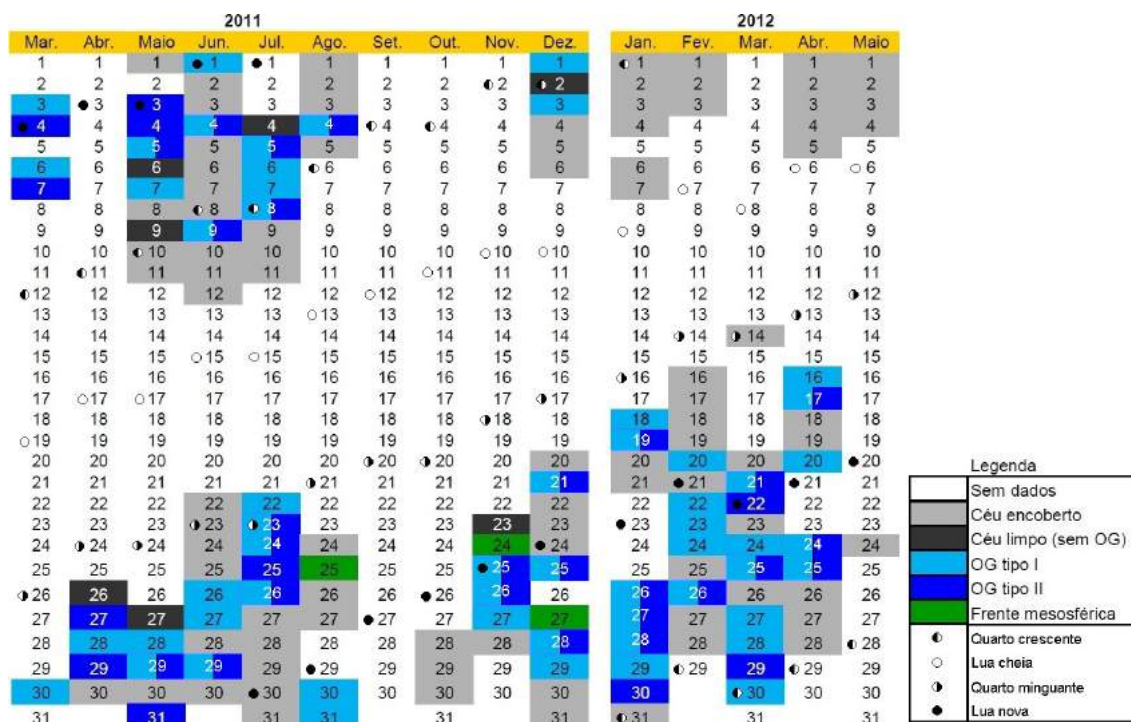 2011 2012
Mar. Abr. Maio Jun. Jul. Ago. Set. Out. Nov. Dez. Jan. Fev. Mar. Abr. Maio
1 1 1 1 1 1 1 1 1 1 1 1 1 1 1
2 2 2 2 2 2 2 2 2 2 2 2 2 2 2
3 3 3 3 3 3 3 3 3 3 3 3 3 3 3
4 4 4 4 4 4 4 4 4 4 4 4 4 4 4
5 5 5 5 5 5 5 5 5 5 5 5 5 5 5
6 6 6 6 6 6 6 6 6 6 6 6 6 6 6
7 7 7 7 7 7 7 7 7 7 7 7 7 7 7
8 8 8 8 8 8 8 8 8 8 8 8 8 8 8
9 9 9 9 9 9 9 9 9 9 9 9 9 9 9
10 10 10 10 10 10 10 10 10 10 10 10 10 10 10
11 11 11 11 11 11 11 11 11 11 11 11 11 11 11
12 12 12 12 12 12 12 12 12 12 12 12 12 12 12
13 13 13 13 13 13 13 13 13 13 13 13 13 13 13
14 14 14 14 14 14 14 14 14 14 14 14 14 14 14
15 15 15 15 15 15 15 15 15 15 15 15 15 15 15
16 16 16 16 16 16 16 16 16 16 16 16 16 16 16
17 17 17 17 17 17 17 17 17 17 17 17 17 17 17
18 18 18 18 18 18 18 18 18 18 18 18 18 18 18
19 19 19 19 19 19 19 19 19 19 19 19 19 19 19
20 20 20 20 20 20 20 20 20 20 20 20 20 20 20
21 21 21 21 21 21 21 21 21 21 21 21 21 21 21
22 22 22 22 22 22 22 22 22 22 22 22 22 22 22
23 23 23 23 23 23 23 23 23 23 23 23 23 23 23
24 24 24 24 24 24 24 24 24 24 24 24 24 24 24
25 25 25 25 25 25 25 25 25 25 25 25 25 25 25
26 26 26 26 26 26 26 26 26 26 26 26 26 26 26
27 27 27 27 27 27 27 27 27 27 27 27 27 27 27
28 28 28 28 28 28 28 28 28 28 28 28 28 28 28
29 29 29 29 29 29 29 29 29 29 29 29 29 29 29
30 30 30 30 30 30 30 30 30 30 30 30 30 30
31 31 31 31 31 31 31 31 31
Legenda
Sem dados
Céu encoberto
Céu limpo (sem OG)
OG tipo I
OG tipo II
Frente mesosférica
Quarto crescente
Lua cheia
Quarto minguante
Lua nova